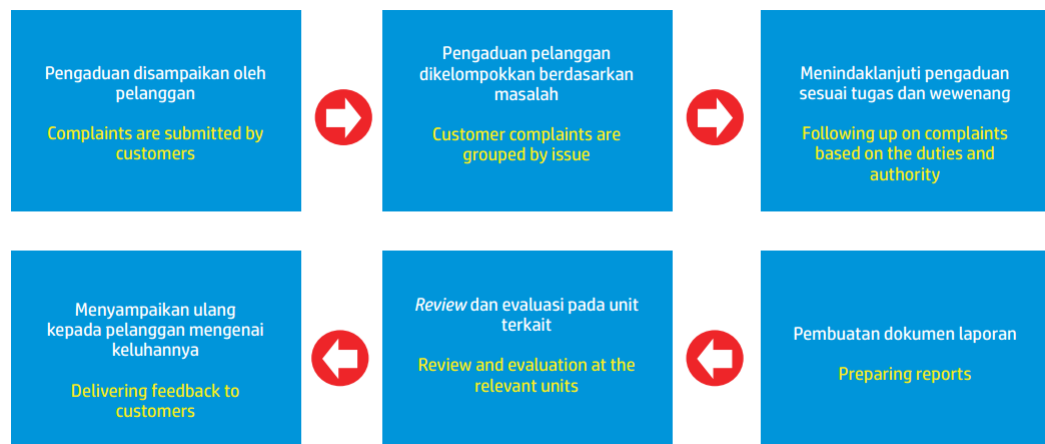 Pengaduan disampaikan oleh
pelanggan
Complaints are submitted by
customers
Pengaduan pelanggan
dikelompokkan berdasarkan
masalah
Customer complaints are
grouped by issue
Menindaklanjuti pengaduan
sesuai tugas dan wewenang
Following up on complaints
based on the duties and
authority
Pembuatan dokumen laporan
Preparing reports
Review dan evaluasi pada unit
terkait
Review and evaluation at the
relevant units
Menyampaikan ulang
kepada pelanggan mengenai
keluhannya
Delivering feedback to
customers